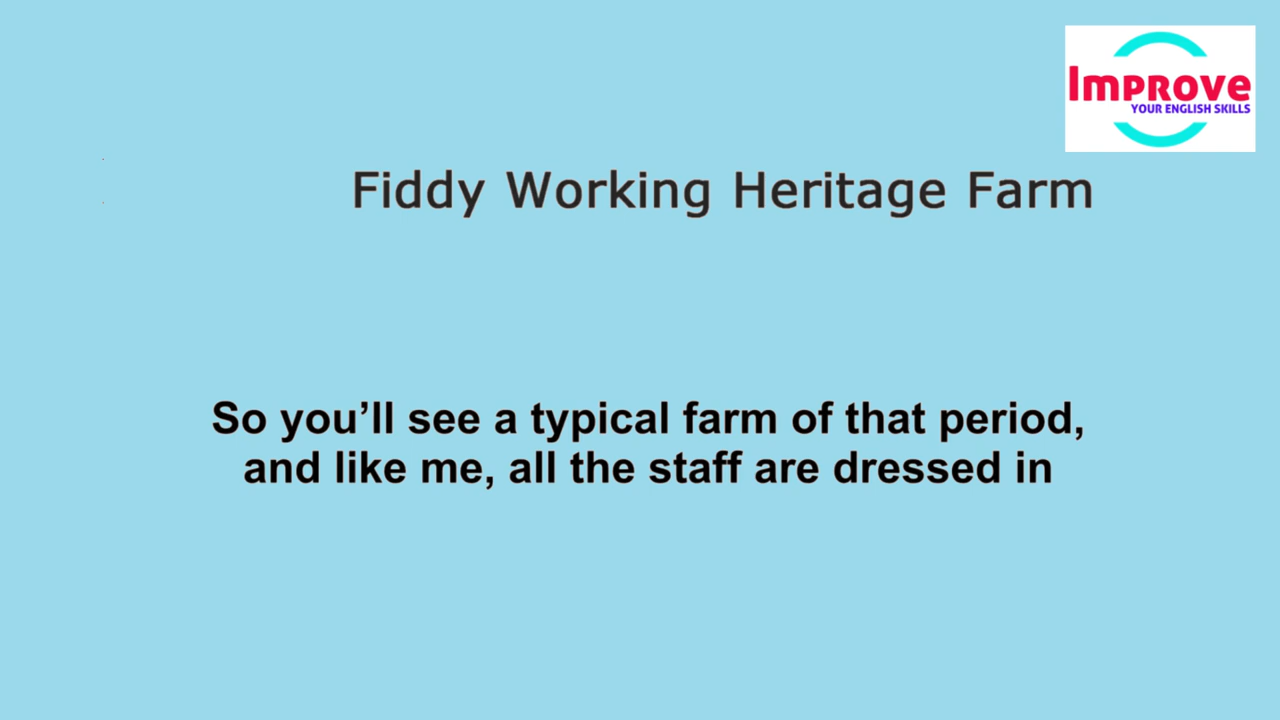 Improve
YOUR ENGLISH SKILLS
Fiddy Working Heritage Farm
So you’ll see a typical farm of that period,
and like me, all the staff are dressed in